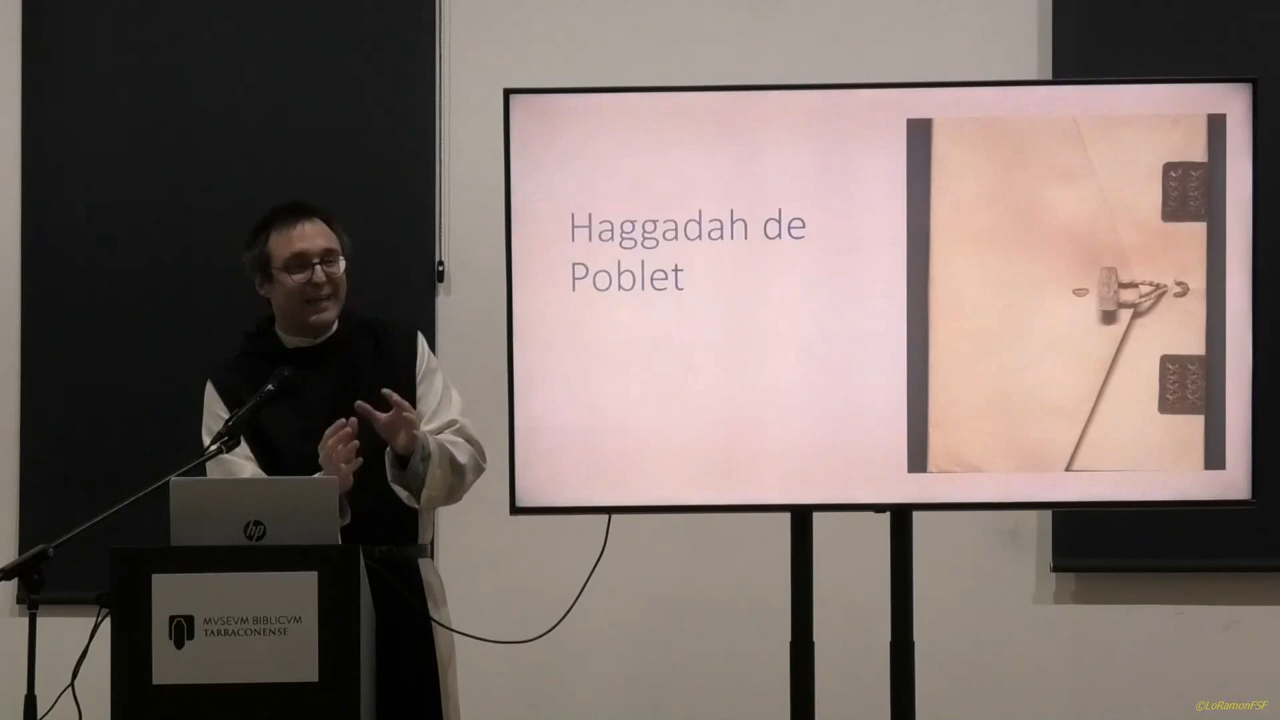 Haggadah de
Poblet
hp
MVSEVM BIBLICVM
TARRACONENSE
©LoRamonFSF